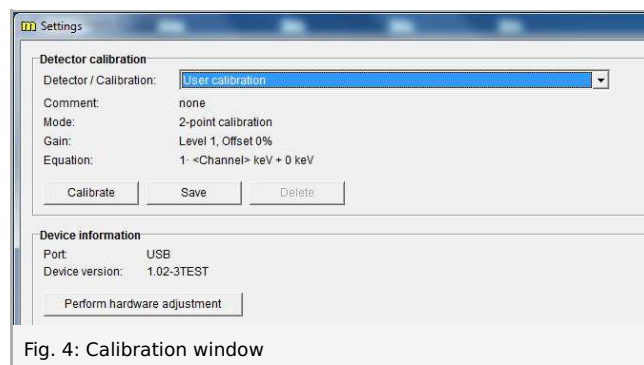 Settings
Detector calibration
Detector / Calibration: User calibration
Comment: none
Mode: 2-point calibration
Gain: Level 1, Offset 0%
Equation: 1· <Channel> keV + 0 keV
Calibrate Save Delete
Device information
Port: USB
Device version: 1.02-3TEST
Perform hardware adjustment
Fig. 4: Calibration window